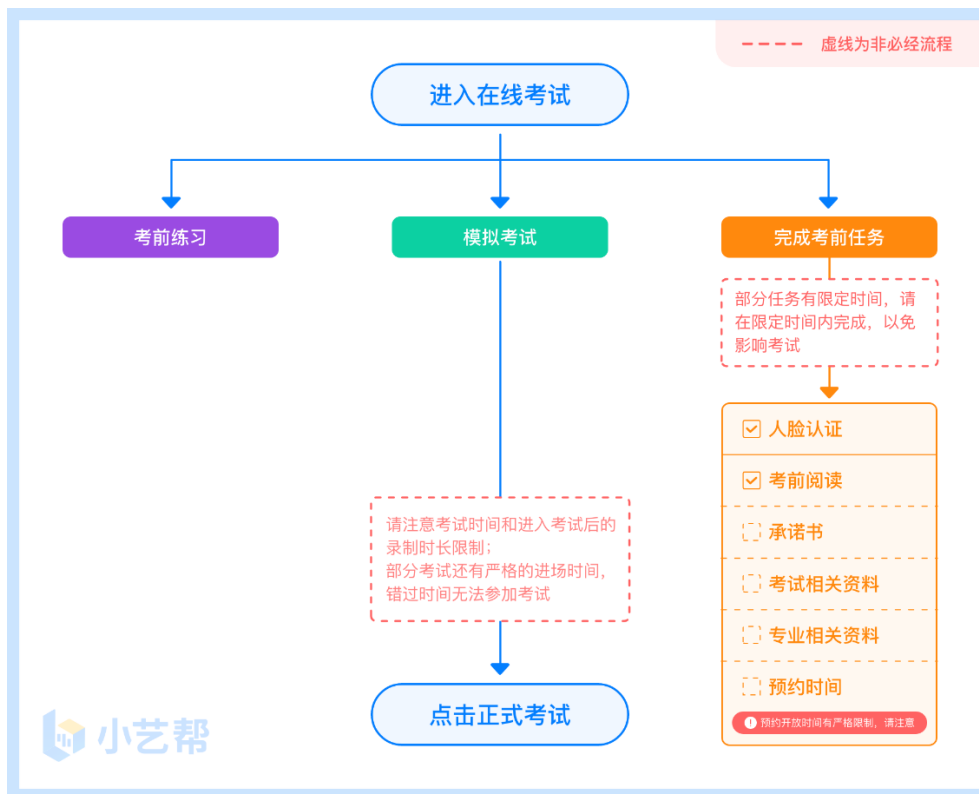 虚线为非必经流程
进入在线考试
考前练习
模拟考试
完成考前任务
部分任务有限定时间，请
在限定时间内完成，以免
影响考试
人脸认证
考前阅读
承诺书
考试相关资料
专业相关资料
预约时间
预约开放时间有严格限制，请注意
请注意考试时间和进入考试后的
录制时长限制；
部分考试还有严格的进场时间，
错过时间无法参加考试
点击正式考试
小艺帮